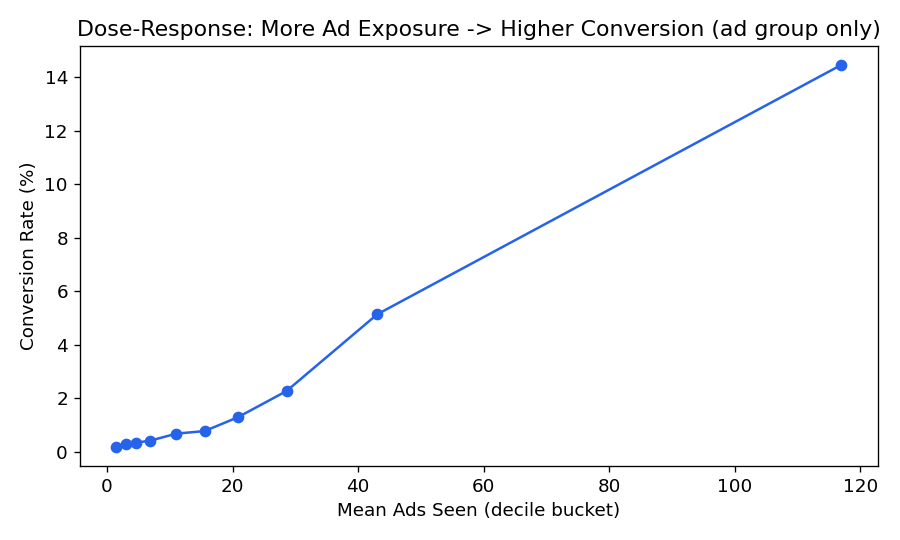 Dose-Response: More Ad Exposure -> Higher Conversion (ad group only)
Conversion Rate (%)
14
12
10
8
6
4
2
0
0 20 40 60 80 100 120
Mean Ads Seen (decile bucket)